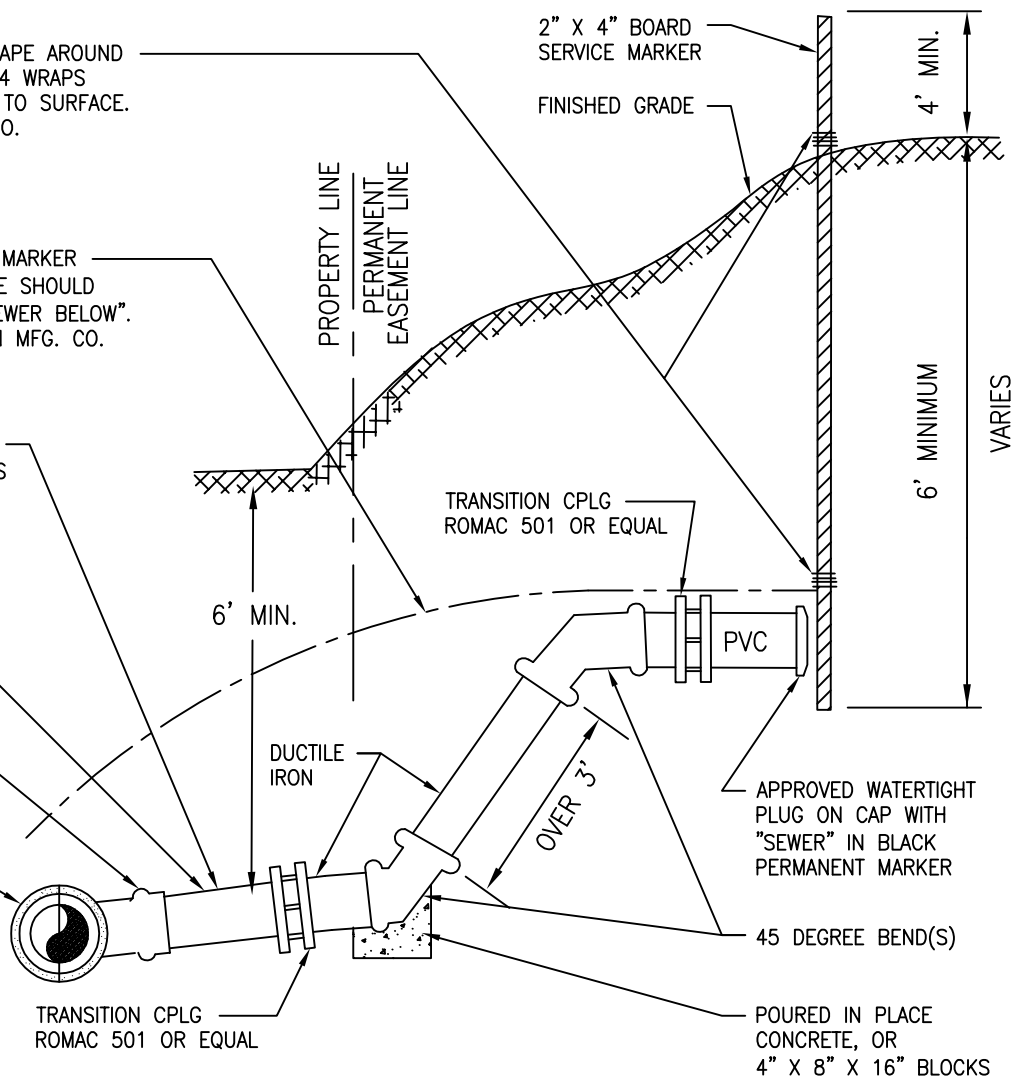 APE AROUND
4 WRAPS
TO SURFACE.
O.
2" X 4" BOARD
SERVICE MARKER
FINISHED GRADE
4' MIN.
PROPERTY LINE
PERMANENT
EASEMENT LINE
MARKER
E SHOULD
EWER BELOW".
MFG. CO.
S
6' MINIMUM
VARIES
TRANSITION CPLG
ROMAC 501 OR EQUAL
6' MIN.
PVC
DUCTILE
IRON
OVER 3'
APPROVED WATERTIGHT
PLUG ON CAP WITH
"SEWER" IN BLACK
PERMANENT MARKER
45 DEGREE BEND(S)
TRANSITION CPLG
ROMAC 501 OR EQUAL
POURED IN PLACE
CONCRETE, OR
4" X 8" X 16" BLOCKS